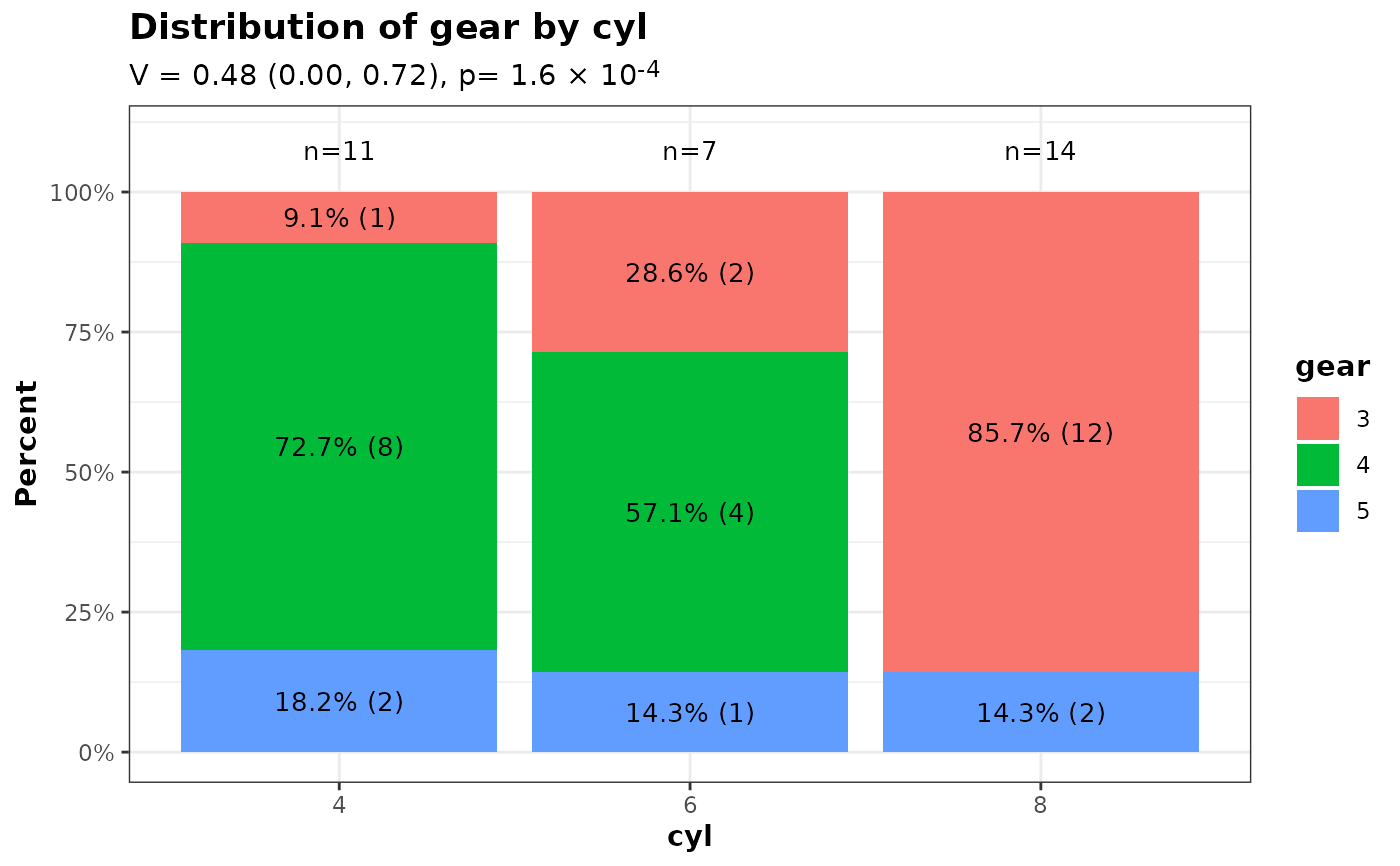 Distribution of gear by cyl
V = 0.48 (0.00, 0.72), p= 1.6 × 10⁻⁴
n=11 n=7 n=14
100%
75%
50%
25%
0%
Percent
9.1% (1)
72.7% (8)
18.2% (2)
28.6% (2)
57.1% (4)
14.3% (1)
85.7% (12)
14.3% (2)
4 6 8
cyl
gear
3
4
5